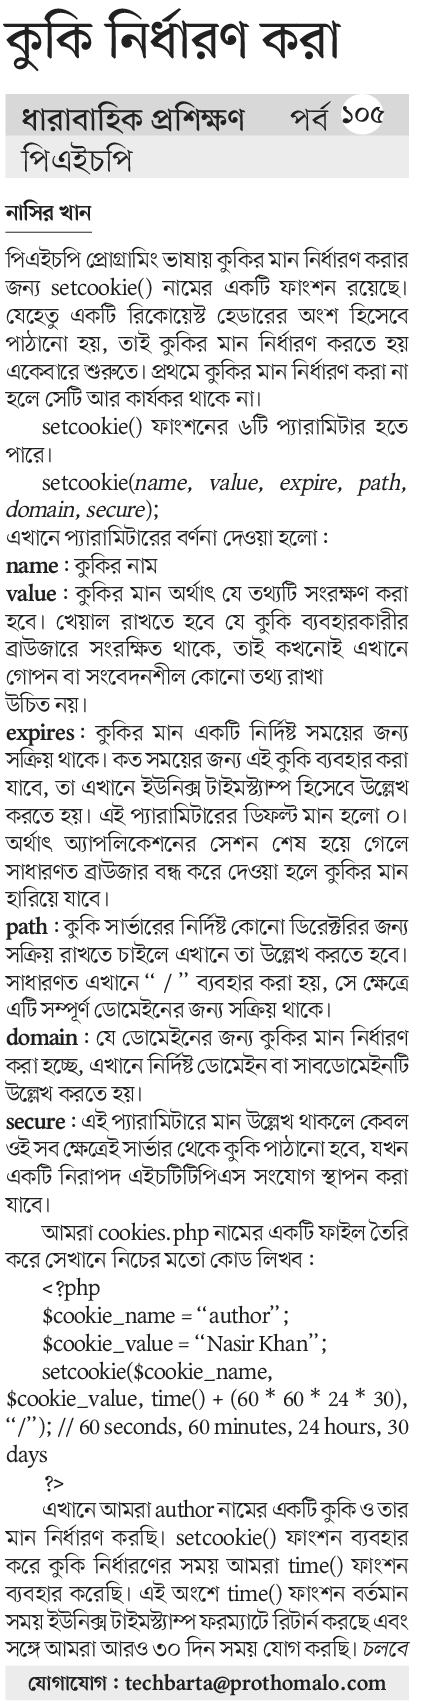 কুকি নির্ধারণ করা
ধারাবাহিক প্রশিক্ষণ পর্ব ১০৫
পিএইচপি
নাসির খান
পিএইচপি প্রোগ্রামিং ভাষায় কুকির মান নির্ধারণ করার
জন্য setcookie() নামের একটি ফাংশন রয়েছে।
যেহেতু একটি রিকোয়েস্ট হেডারের অংশ হিসেবে
পাঠানো হয়, তাই কুকির মান নির্ধারণ করতে হয়
একেবারে শুরুতে। প্রথমে কুকির মান নির্ধারণ করা না
হলে সেটি আর কার্যকর থাকে না।
setcookie() ফাংশনের ৬টি প্যারামিটার হতে
পারে।
setcookie(name, value, expire, path,
domain, secure);
এখানে প্যারামিটারের বর্ণনা দেওয়া হলো :
name : কুকির নাম
value : কুকির মান অর্থাৎ যে তথ্যটি সংরক্ষণ করা
হবে। খেয়াল রাখতে হবে যে কুকি ব্যবহারকারীর
ব্রাউজারে সংরক্ষিত থাকে, তাই কখনোই এখানে
গোপন বা সংবেদনশীল কোনো তথ্য রাখা
উচিত নয়।
expires : কুকির মান একটি নির্দিষ্ট সময়ের জন্য
সক্রিয় থাকে। কত সময়ের জন্য এই কুকি ব্যবহার করা
যাবে, তা এখানে ইউনিক্স টাইমস্ট্যাম্প হিসেবে উল্লেখ
করতে হয়। এই প্যারামিটারের ডিফল্ট মান হলো ০।
অর্থাৎ অ্যাপলিকেশনের সেশন শেষ হয়ে গেলে
সাধারণত ব্রাউজার বন্ধ করে দেওয়া হলে কুকির মান
হারিয়ে যাবে।
path : কুকি সার্ভারের নির্দিষ্ট কোনো ডিরেক্টরির জন্য
সক্রিয় রাখতে চাইলে এখানে তা উল্লেখ করতে হবে।
সাধারণত এখানে “ / ” ব্যবহার করা হয়, সে ক্ষেত্রে
এটি সম্পূর্ণ ডোমেইনের জন্য সক্রিয় থাকে।
domain : যে ডোমেইনের জন্য কুকির মান নির্ধারণ
করা হচ্ছে, এখানে নির্দিষ্ট ডোমেইন বা সাবডোমেইনটি
উল্লেখ করতে হয়।
secure : এই প্যারামিটারে মান উল্লেখ থাকলে কেবল
ওই সব ক্ষেত্রেই সার্ভার থেকে কুকি পাঠানো হবে, যখন
একটি নিরাপদ এইচটিটিপিএস সংযোগ স্থাপন করা
যাবে।
আমরা cookies.php নামের একটি ফাইল তৈরি
করে সেখানে নিচের মতো কোড লিখব :
<?php
$cookie_name = “author”;
$cookie_value = “Nasir Khan”;
setcookie($cookie_name,
$cookie_value, time() + (60 * 60 * 24 * 30),
“/”); // 60 seconds, 60 minutes, 24 hours, 30
days
?>
এখানে আমরা author নামের একটি কুকি ও তার
মান নির্ধারণ করছি। setcookie() ফাংশন ব্যবহার
করে কুকি নির্ধারণের সময় আমরা time() ফাংশন
ব্যবহার করেছি। এই অংশে time() ফাংশন বর্তমান
সময় ইউনিক্স টাইমস্ট্যাম্প ফরম্যাটে রিটার্ন করছে এবং
সঙ্গে আমরা আরও ৩০ দিন সময় যোগ করছি। চলবে
যোগাযোগ : techbarta@prothomalo.com